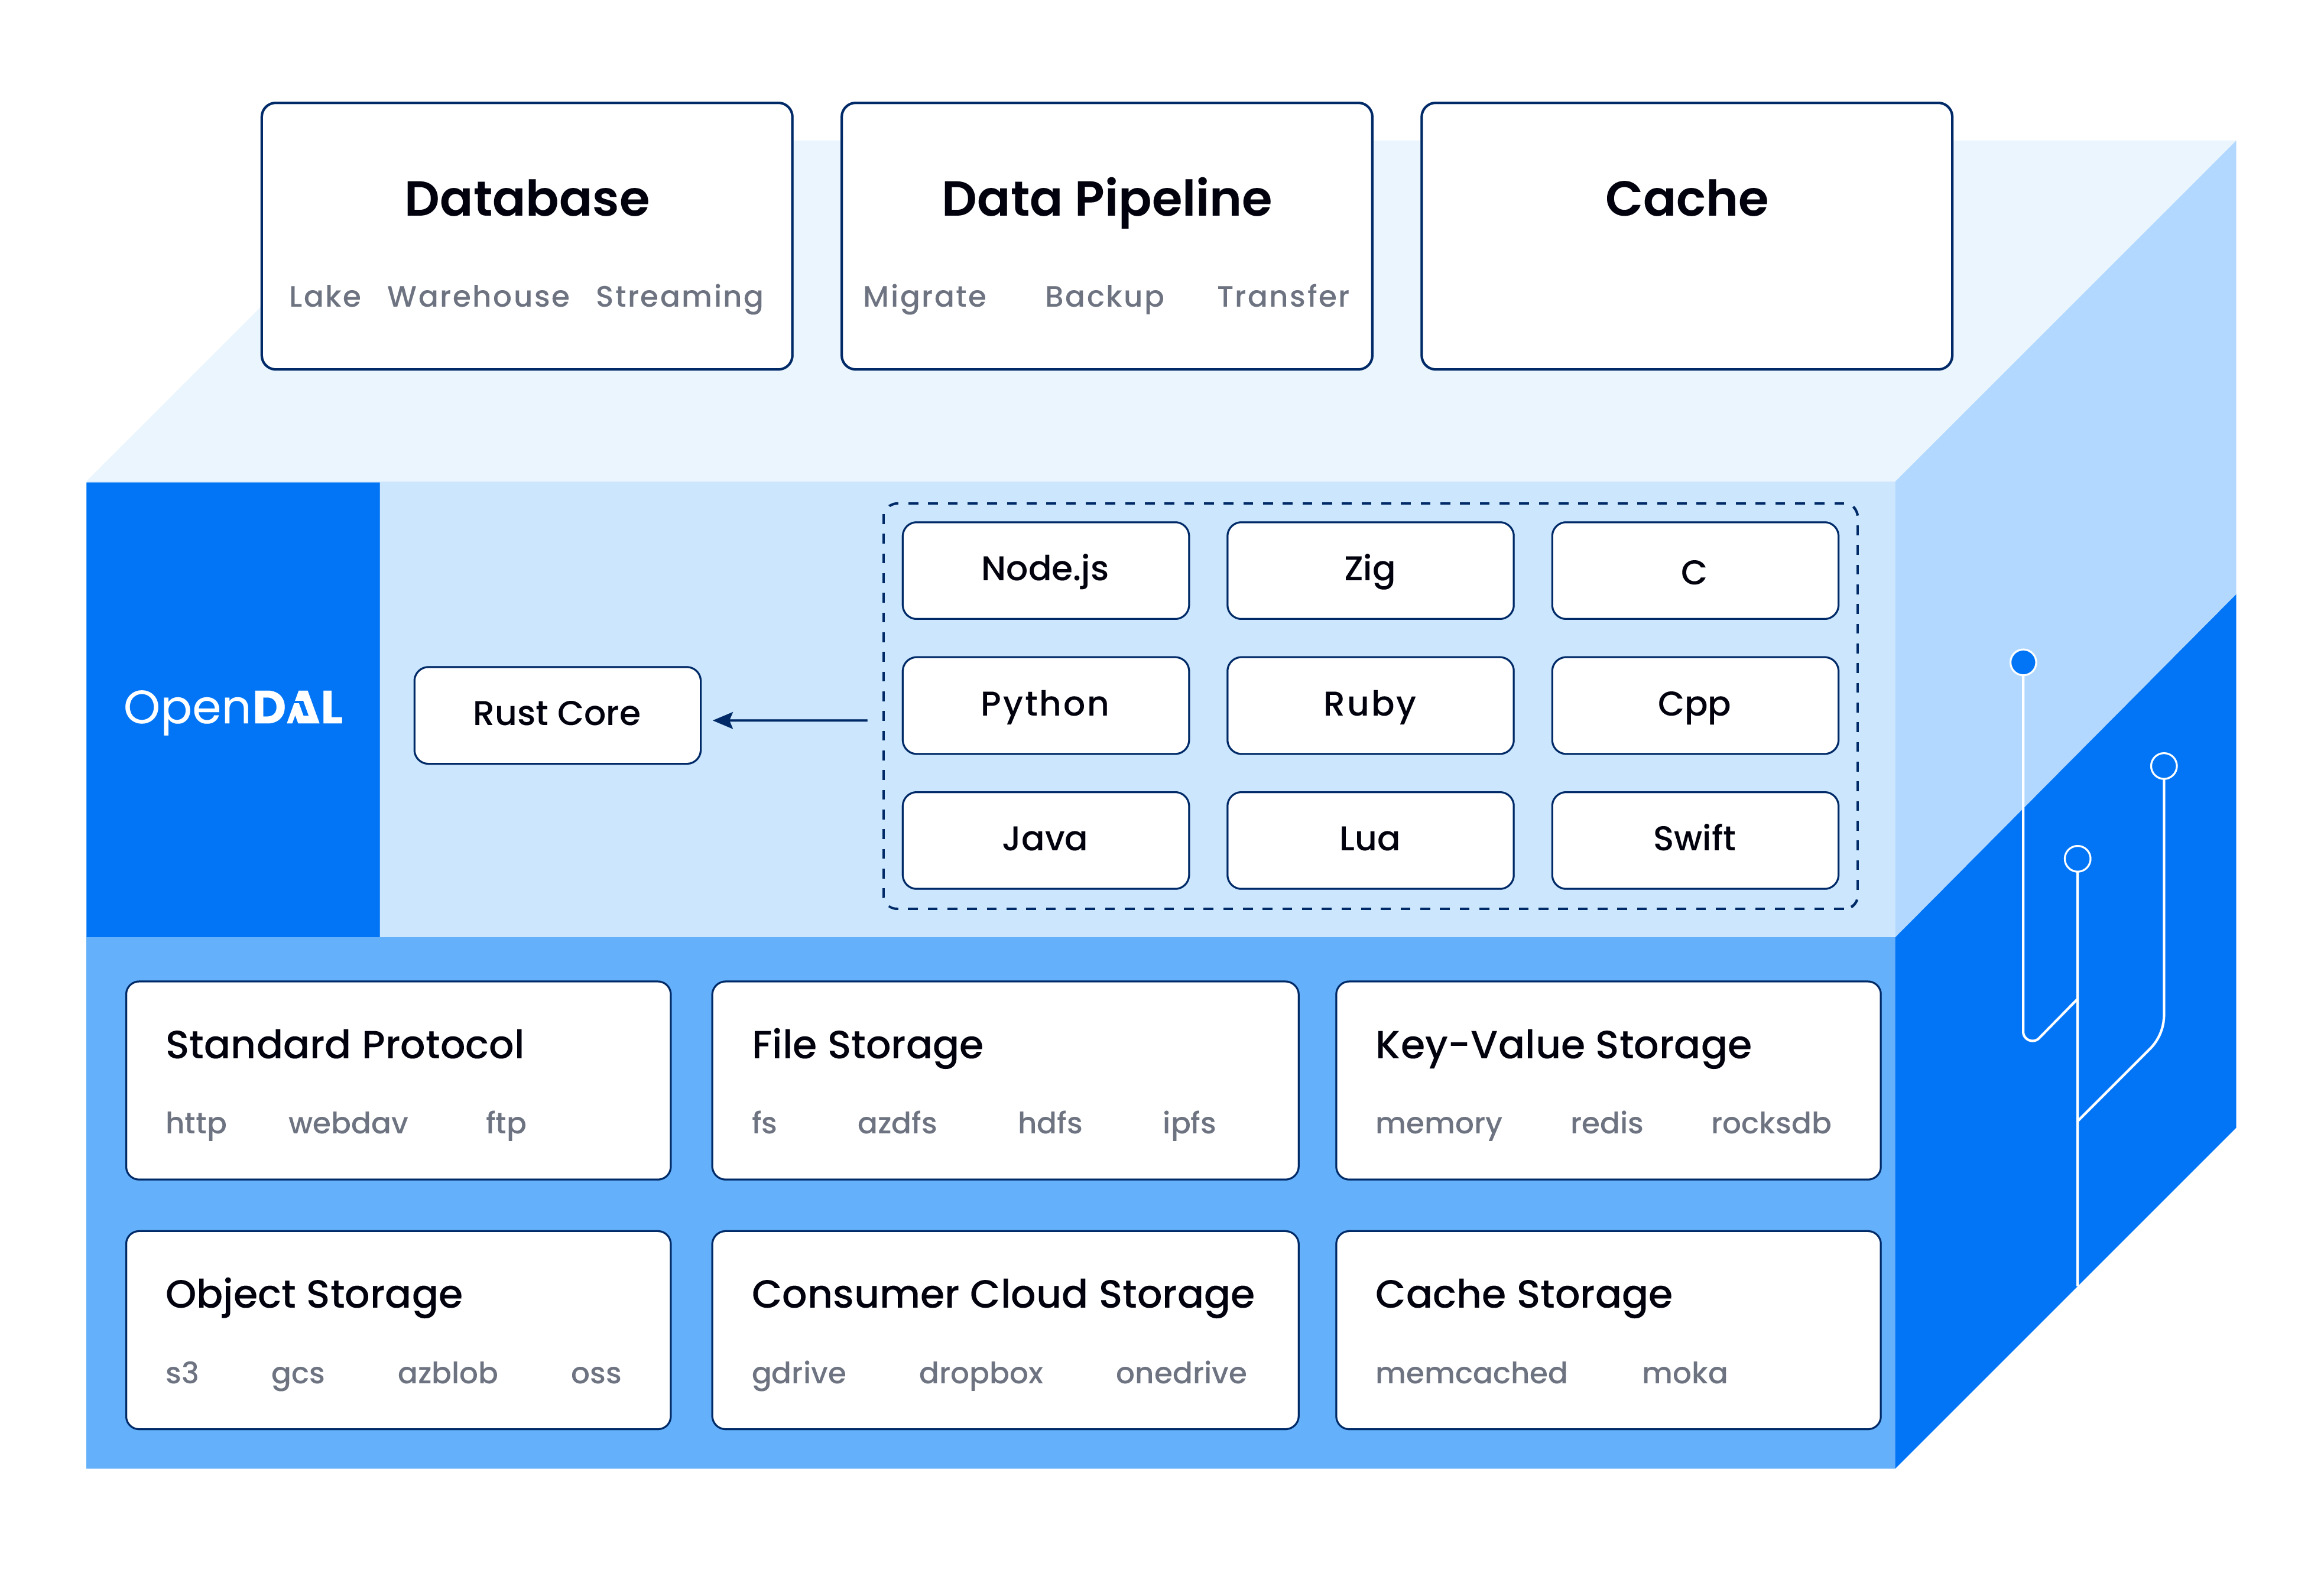 Database
Lake Warehouse Streaming
Data Pipeline
Migrate Backup Transfer
Cache
OpenDAL
Rust Core
Node.js Zig C
Python Ruby Cpp
Java Lua Swift
Standard Protocol
http webdav ftp
File Storage
fs azdfs hdfs ipfs
Key-Value Storage
memory redis rocksdb
Object Storage
s3 gcs azblob oss
Consumer Cloud Storage
gdrive dropbox onedrive
Cache Storage
memcached moka